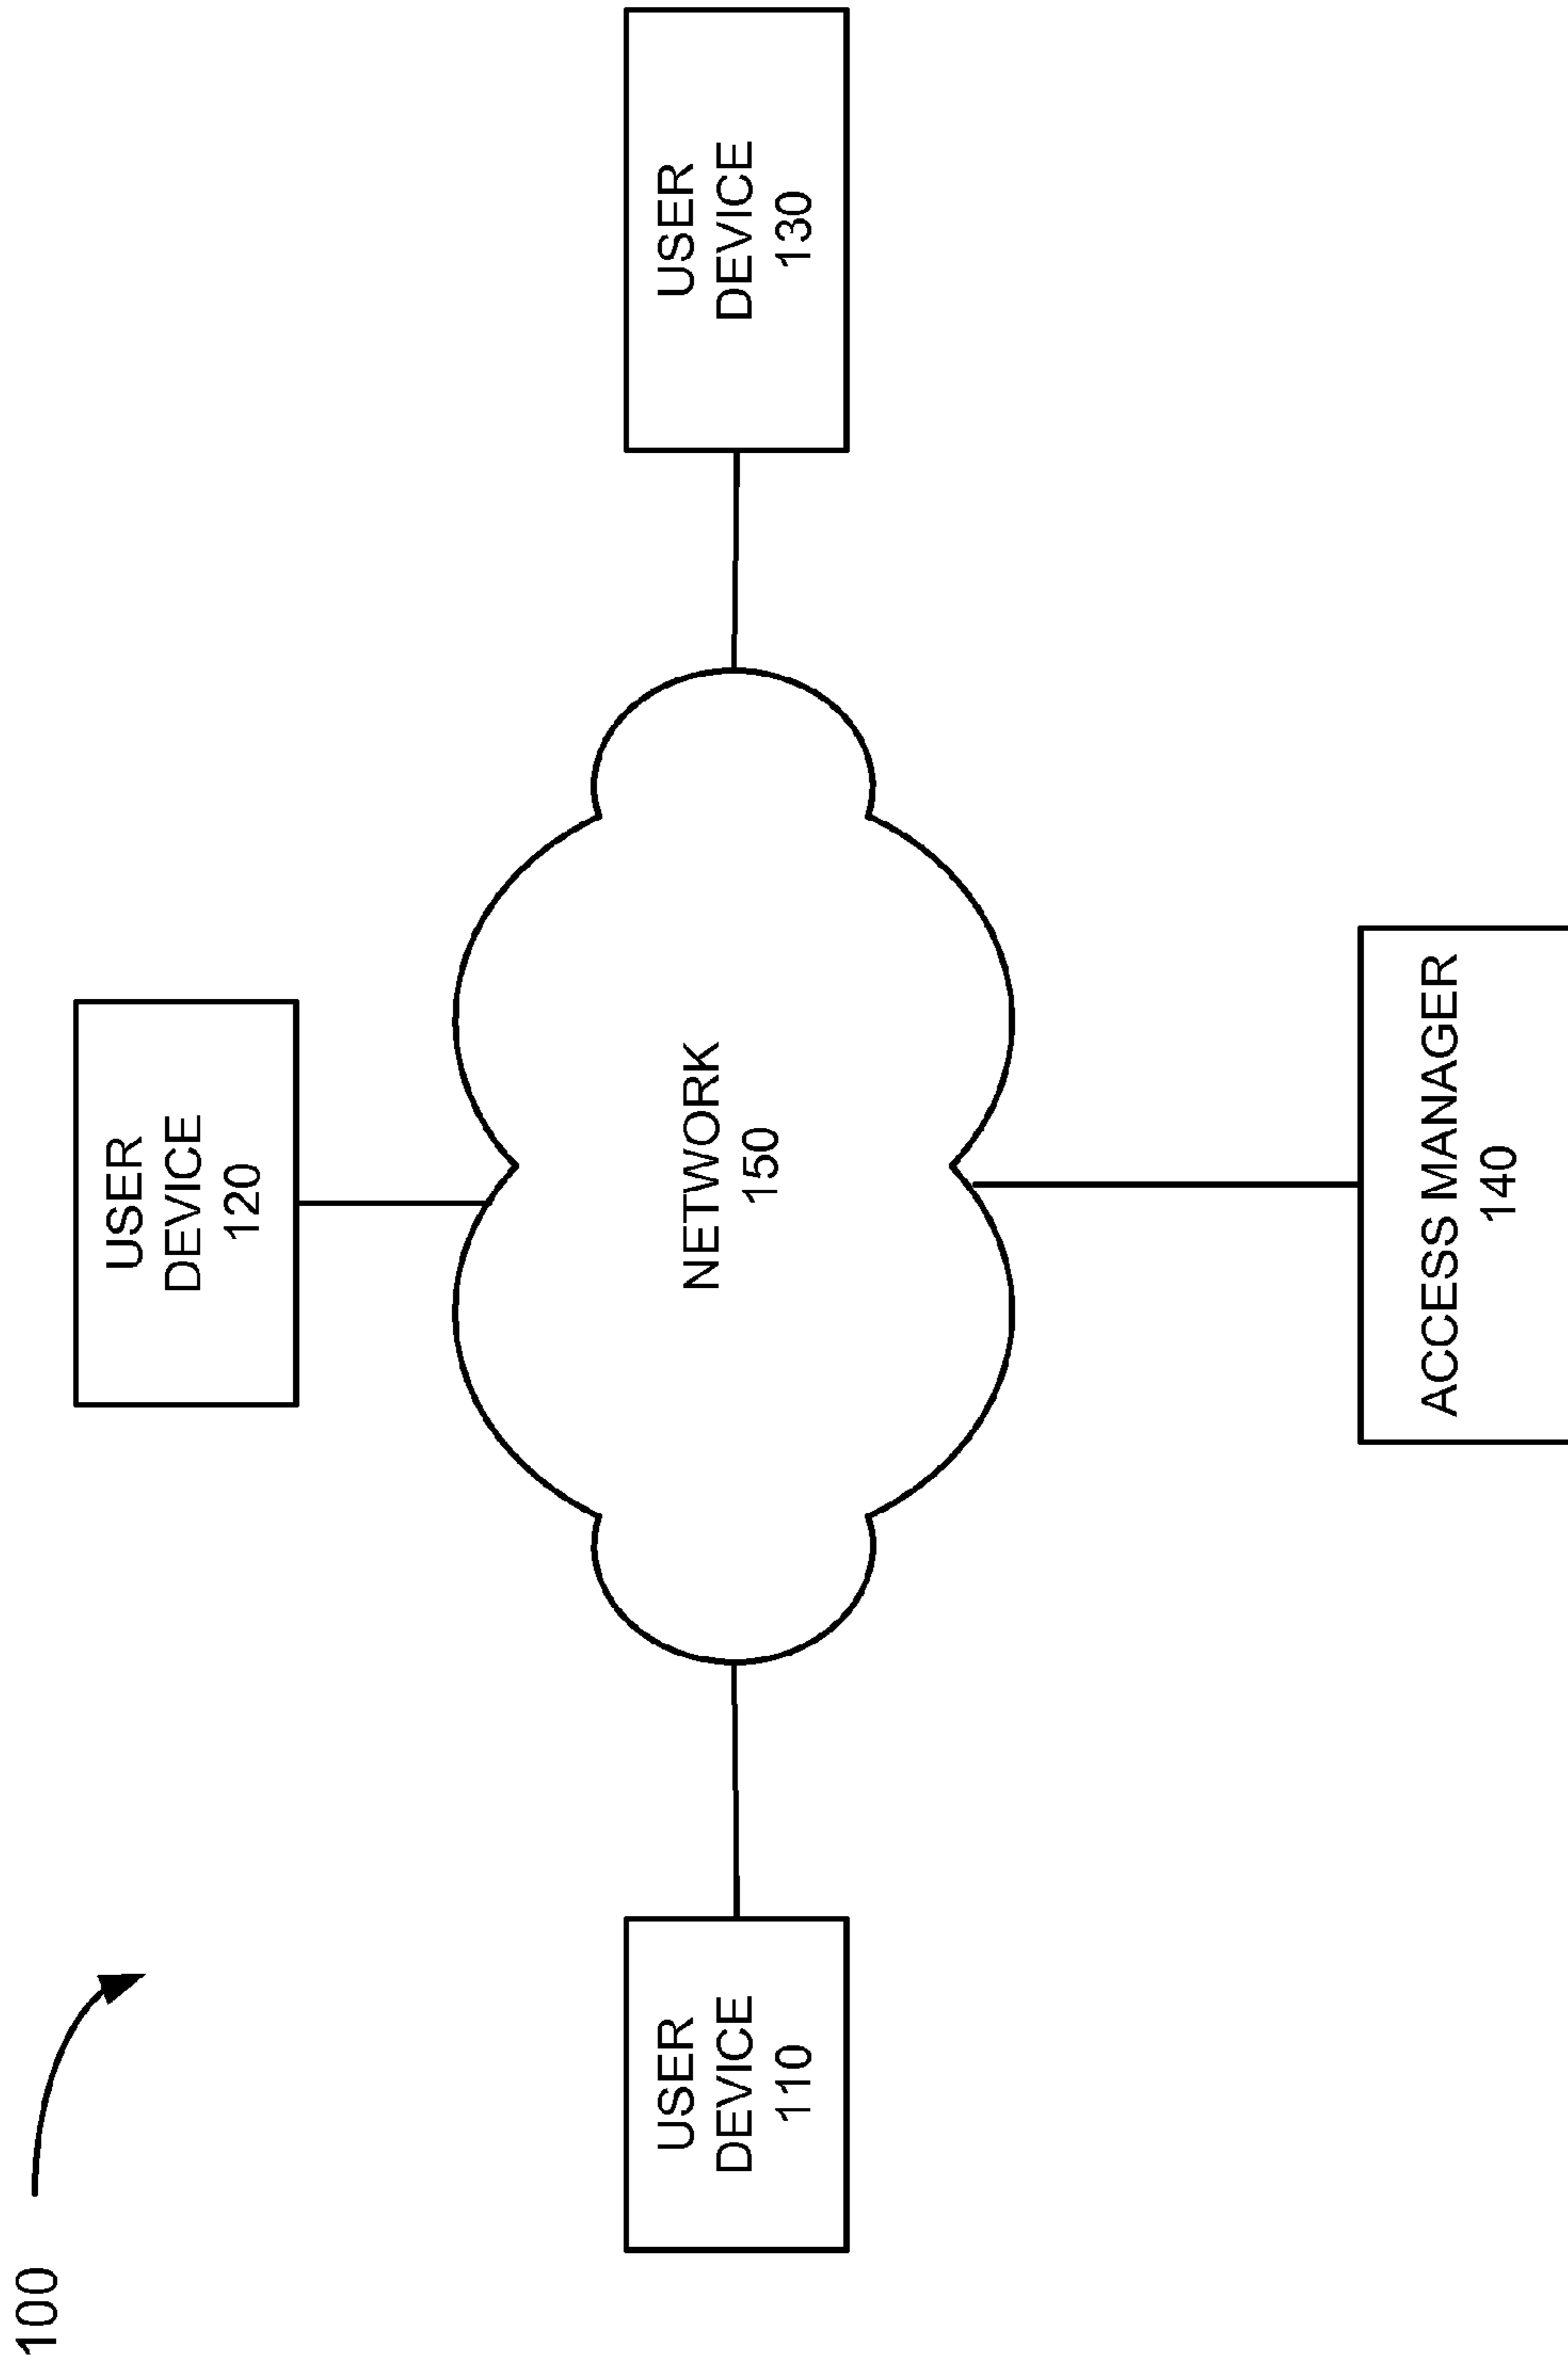 100
USER
DEVICE
120
USER
DEVICE
110
NETWORK
150
USER
DEVICE
130
ACCESS MANAGER
140